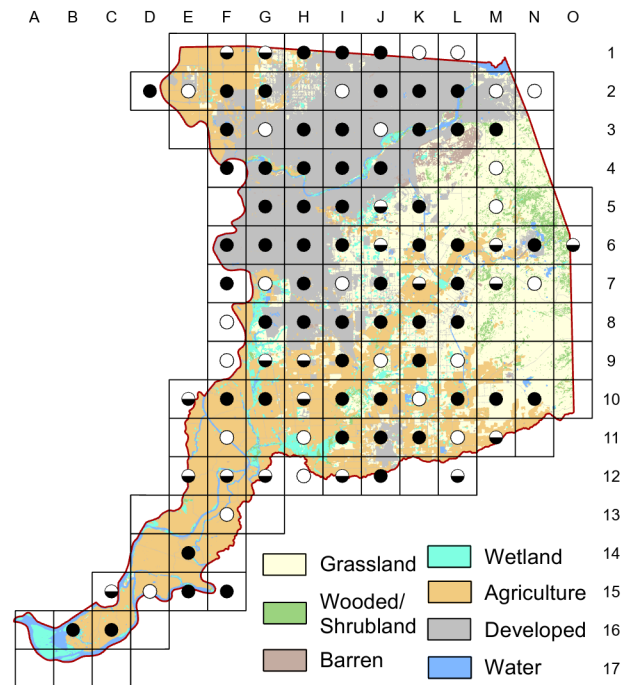 A B C D E F G H I J K L M N O
1
2
3
4
5
6
7
8
9
10
11
12
13
14
15
16
17
Grassland
Wooded/
Shrubland
Barren
Wetland
Agriculture
Developed
Water